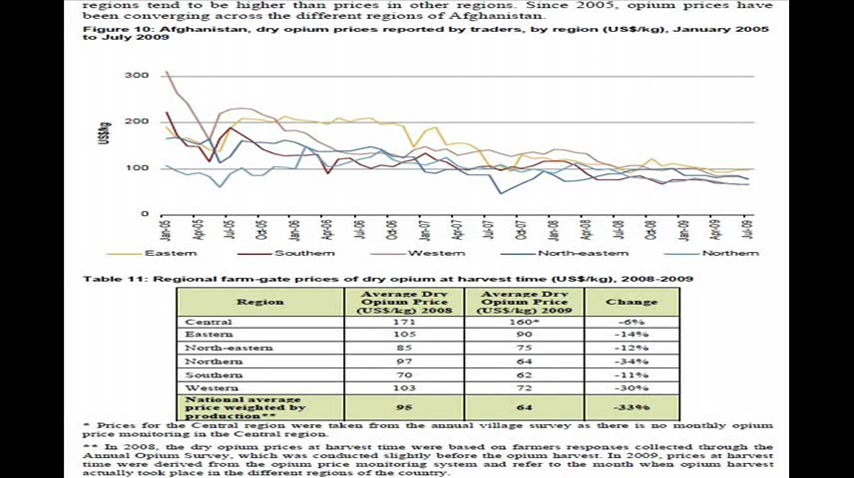 regions tend to be higher than prices in other regions. Since 2005, opium prices have
been converging across the different regions of Afghanistan.
Figure 10: Afghanistan, dry opium prices reported by traders, by region (US$/kg), January 2005
to July 2009
300
200
100
0
US$/kg
Jan-05 Apr-05 Jul-05 Oct-05 Jan-06 Apr-06 Jul-06 Oct-06 Jan-07 Apr-07 Jul-07 Oct-07 Jan-08 Apr-08 Jul-08 Oct-08 Jan-09 Apr-09 Jul-09
Eastern Southern Western North-eastern Northern
Table 11: Regional farm-gate prices of dry opium at harvest time (US$/kg), 2008-2009
Region Average Dry Opium Price (US$/kg) 2008 Average Dry Opium Price (US$/kg) 2009 Change
Central 171 160* -6%
Eastern 105 90 -14%
North-eastern 85 75 -12%
Northern 97 64 -34%
Southern 70 62 -11%
Western 103 72 -30%
National average price weighted by production** 95 64 -33%
* Prices for the Central region were taken from the annual village survey as there is no monthly opium
price monitoring in the Central region.
** In 2008, the dry opium prices at harvest time were based on farmers responses collected through the
Annual Opium Survey, which was conducted slightly before the opium harvest. In 2009, prices at harvest
time were derived from the opium price monitoring system and refer to the month when opium harvest
actually took place in the different regions of the country.